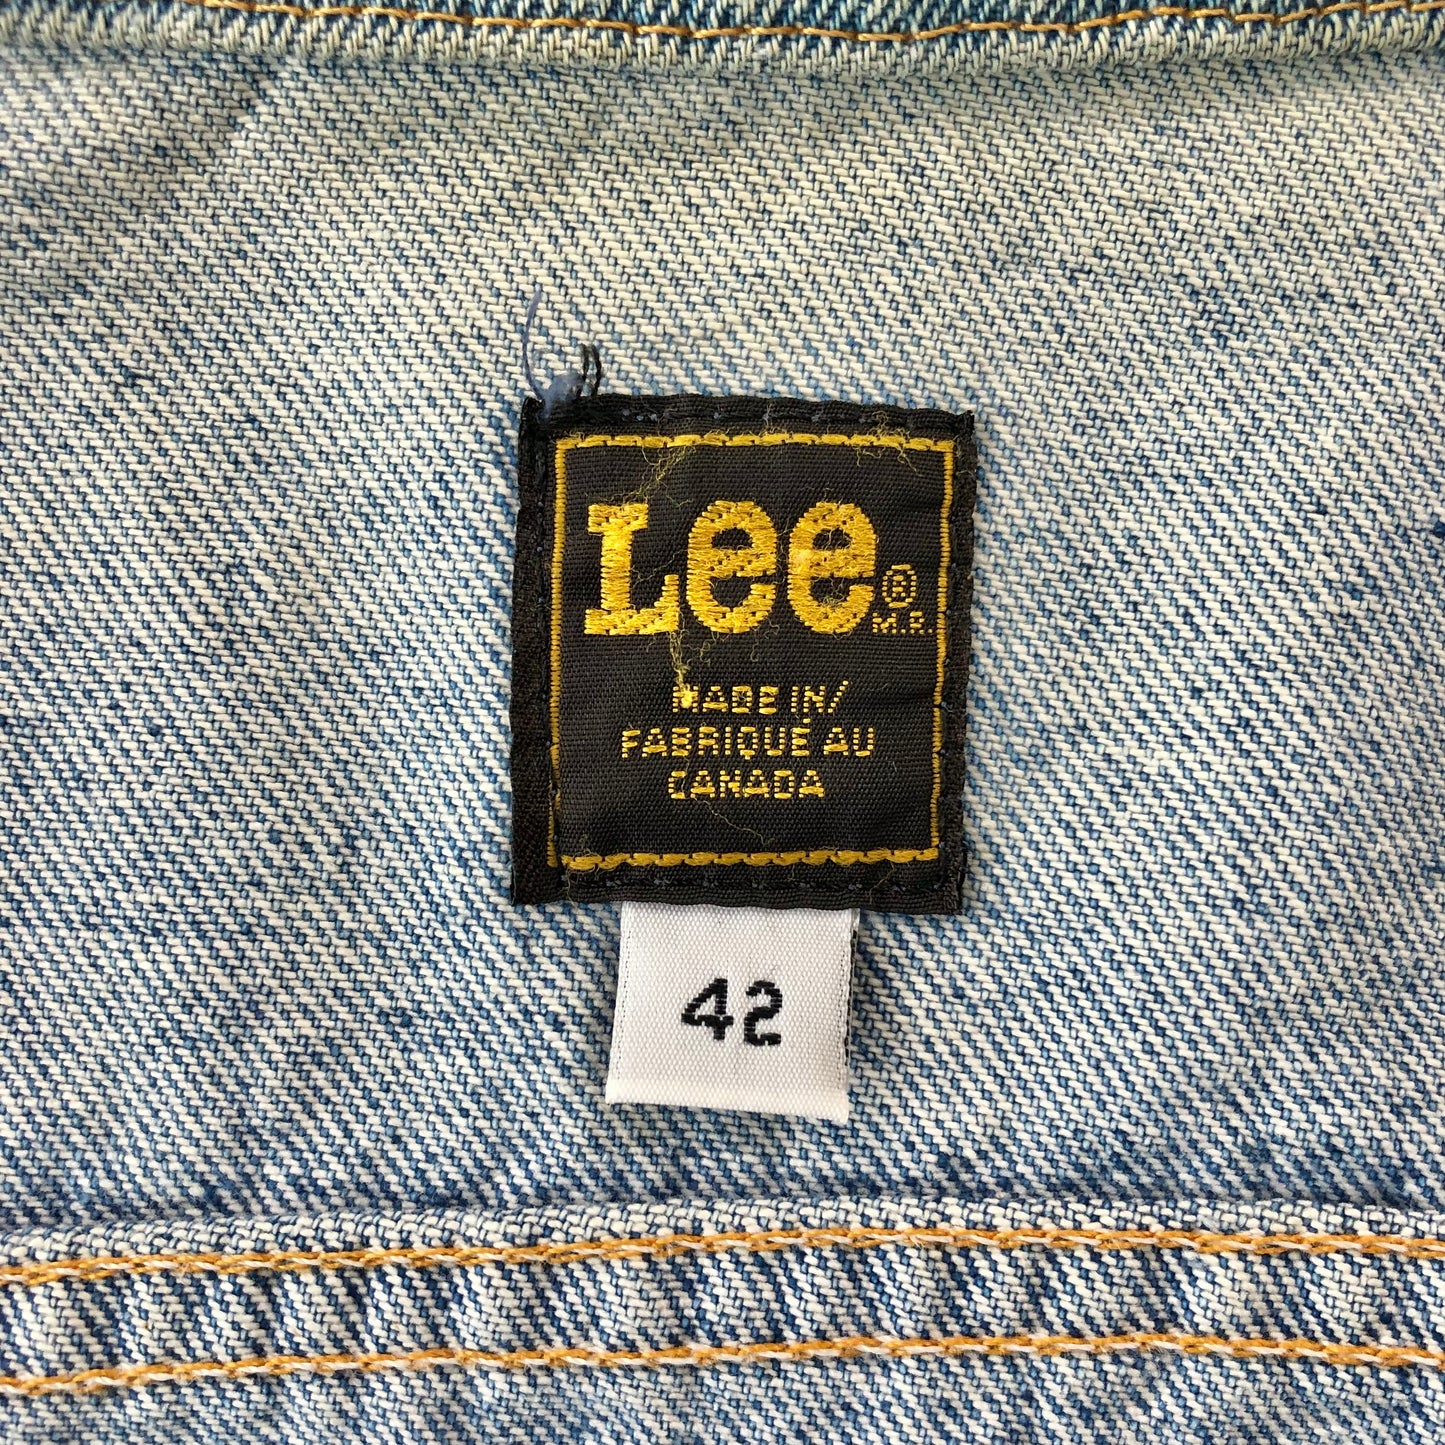 Lee®
M.R.
MADE IN/
FABRIQUÉ AU
CANADA
42